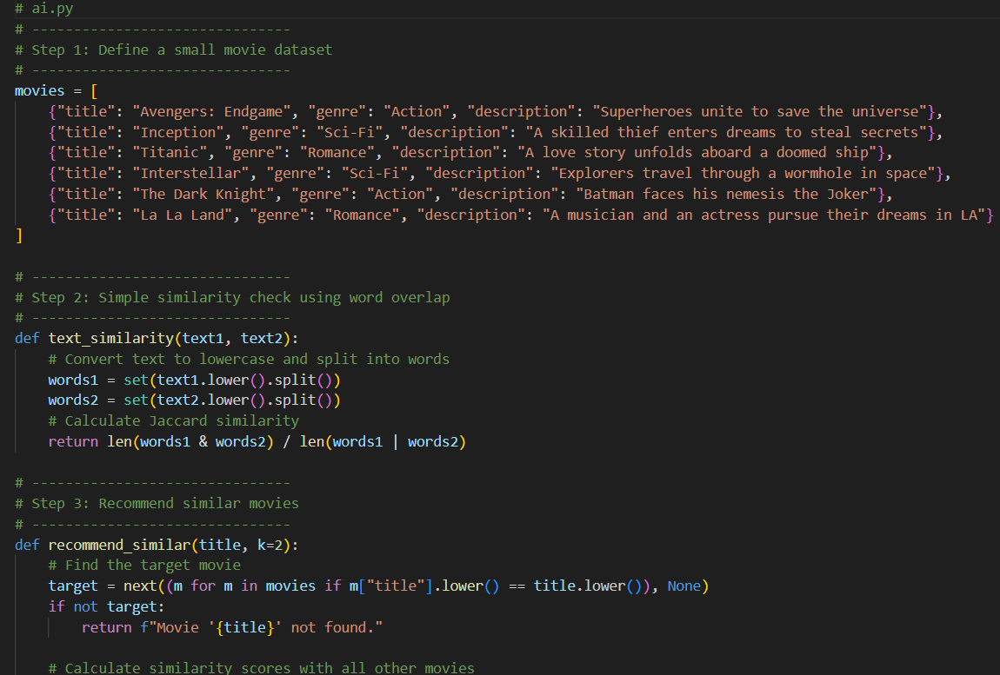 # ai.py
# -------------------------------
# Step 1: Define a small movie dataset
# -------------------------------
movies = [
    {"title": "Avengers: Endgame", "genre": "Action", "description": "Superheroes unite to save the universe"},
    {"title": "Inception", "genre": "Sci-Fi", "description": "A skilled thief enters dreams to steal secrets"},
    {"title": "Titanic", "genre": "Romance", "description": "A love story unfolds aboard a doomed ship"},
    {"title": "Interstellar", "genre": "Sci-Fi", "description": "Explorers travel through a wormhole in space"},
    {"title": "The Dark Knight", "genre": "Action", "description": "Batman faces his nemesis the Joker"},
    {"title": "La La Land", "genre": "Romance", "description": "A musician and an actress pursue their dreams in LA"}
]

# -------------------------------
# Step 2: Simple similarity check using word overlap
# -------------------------------
def text_similarity(text1, text2):
    # Convert text to lowercase and split into words
    words1 = set(text1.lower().split())
    words2 = set(text2.lower().split())
    # Calculate Jaccard similarity
    return len(words1 & words2) / len(words1 | words2)

# -------------------------------
# Step 3: Recommend similar movies
# -------------------------------
def recommend_similar(title, k=2):
    # Find the target movie
    target = next((m for m in movies if m["title"].lower() == title.lower()), None)
    if not target:
        return f"Movie '{title}' not found."

    # Calculate similarity scores with all other movies